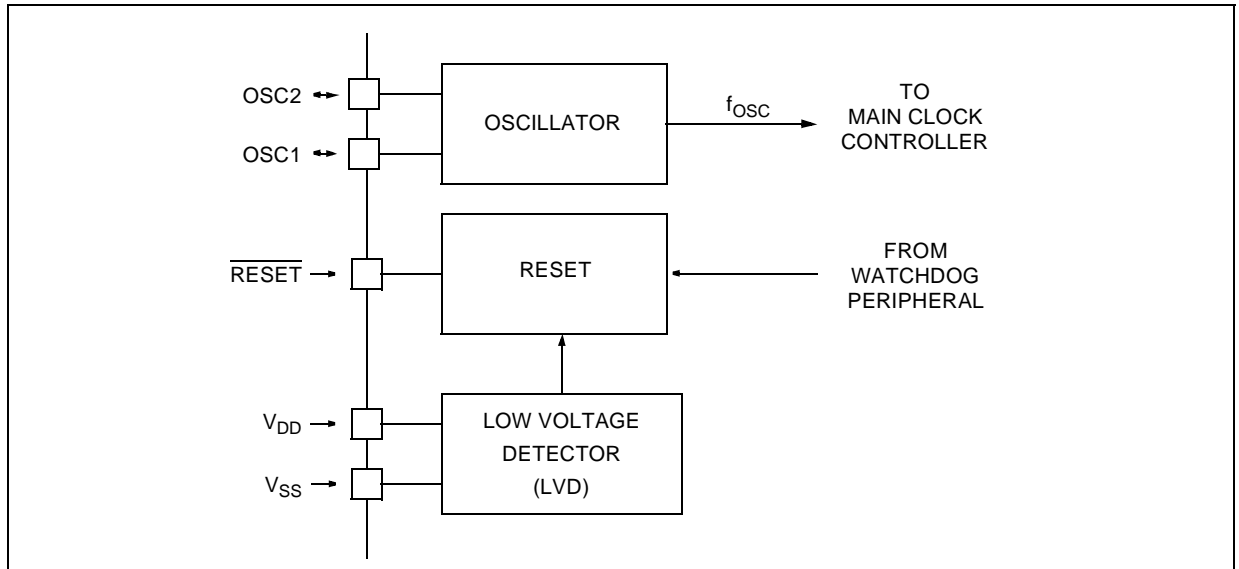 OSC2
OSC1
OSCILLATOR
fOSC
TO
MAIN CLOCK
CONTROLLER
RESET
RESET
FROM
WATCHDOG
PERIPHERAL
VDD
VSS
LOW VOLTAGE
DETECTOR
(LVD)